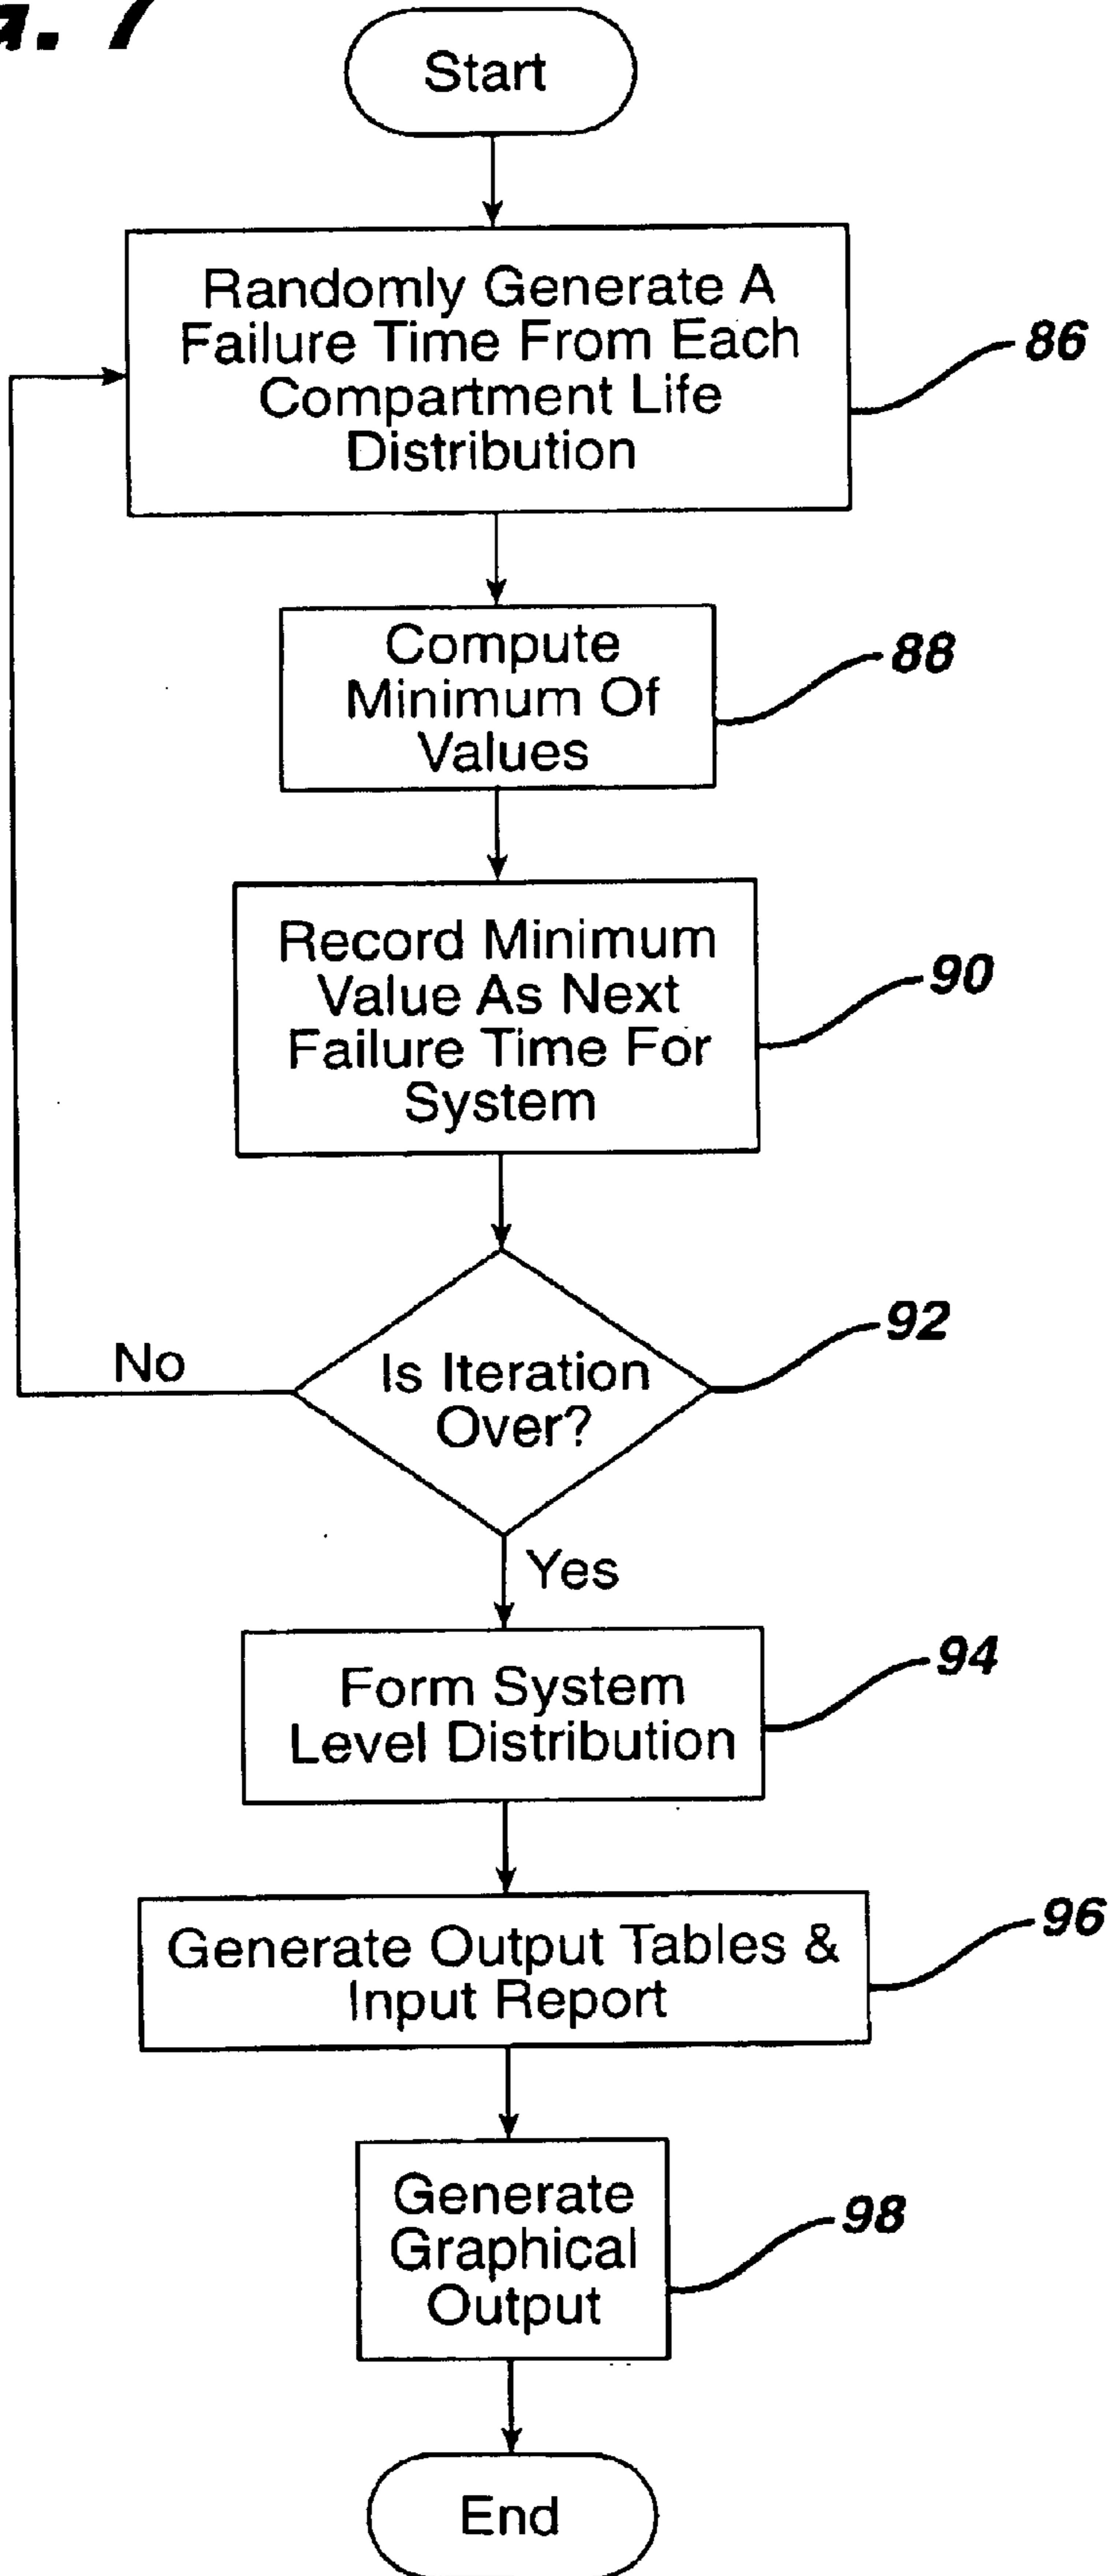 7
Start
Randomly Generate A
Failure Time From Each
Compartment Life
Distribution
86
Compute
Minimum Of
Values
88
Record Minimum
Value As Next
Failure Time For
System
90
Is Iteration
Over?
92
No
Yes
Form System
Level Distribution
94
Generate Output Tables &
Input Report
96
Generate
Graphical
Output
98
End